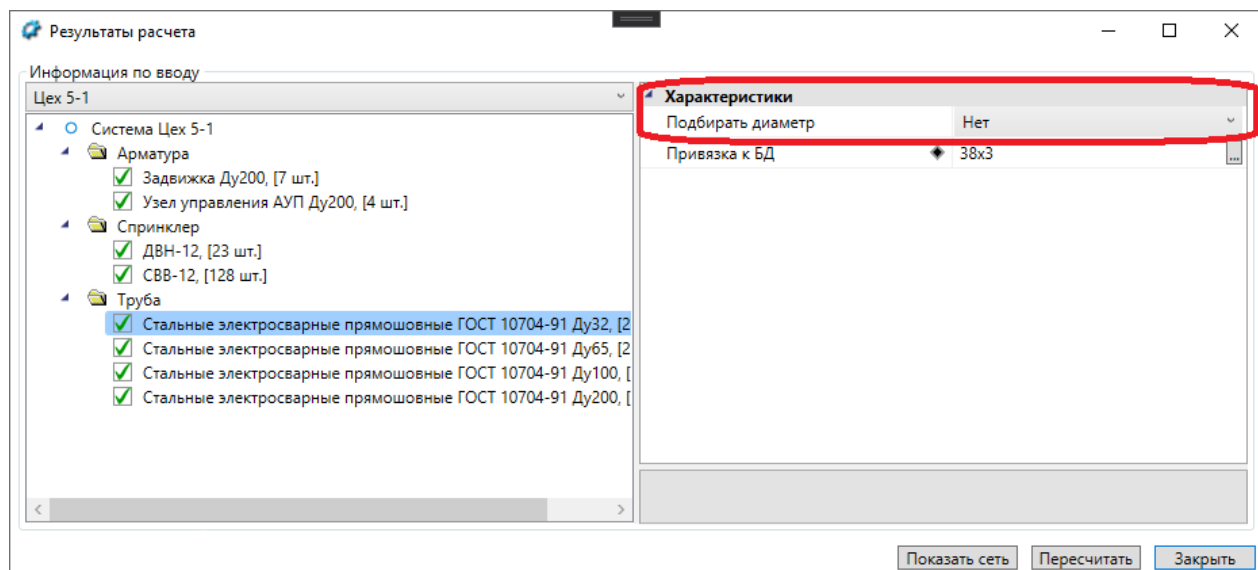 Результаты расчета
Информация по вводу
Цех 5-1
Система Цех 5-1
Арматура
Задвижка Ду200, [7 шт.]
Узел управления АУП Ду200, [4 шт.]
Спринклер
ДВН-12, [23 шт.]
СВВ-12, [128 шт.]
Труба
Стальные электросварные прямошовные ГОСТ 10704-91 Ду32, [2
Стальные электросварные прямошовные ГОСТ 10704-91 Ду65, [2
Стальные электросварные прямошовные ГОСТ 10704-91 Ду100, [
Стальные электросварные прямошовные ГОСТ 10704-91 Ду200, [
Характеристики
Подбирать диаметр Нет
Привязка к БД 38x3 ...
Показать сеть Пересчитать Закрыть